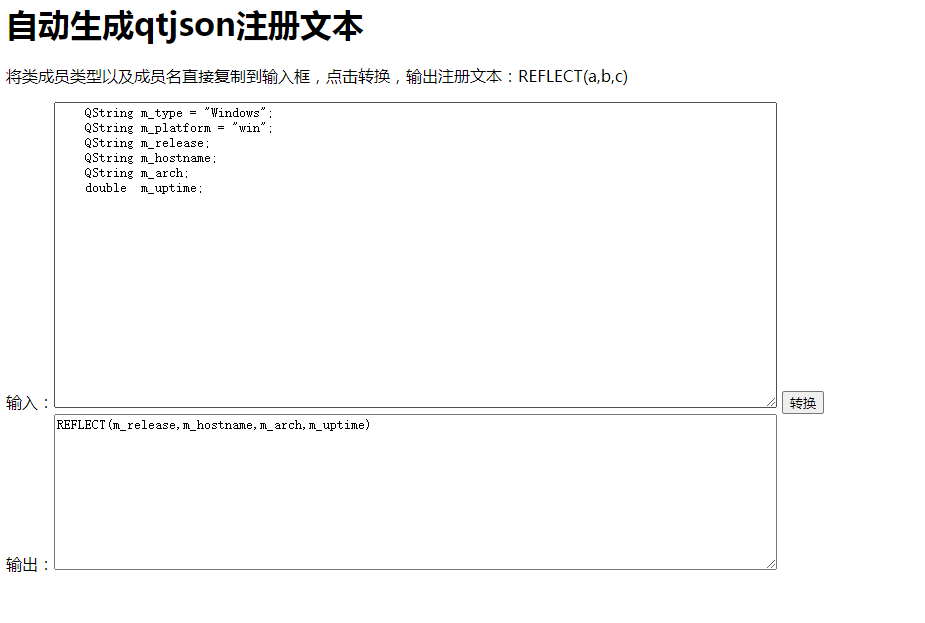 自动生成qtjson注册文本
将类成员类型以及成员名直接复制到输入框，点击转换，输出注册文本：REFLECT(a,b,c)
QString m_type = "Windows";
QString m_platform = "win";
QString m_release;
QString m_hostname;
QString m_arch;
double  m_uptime;
输入：
转换
REFLECT(m_release,m_hostname,m_arch,m_uptime)
输出：